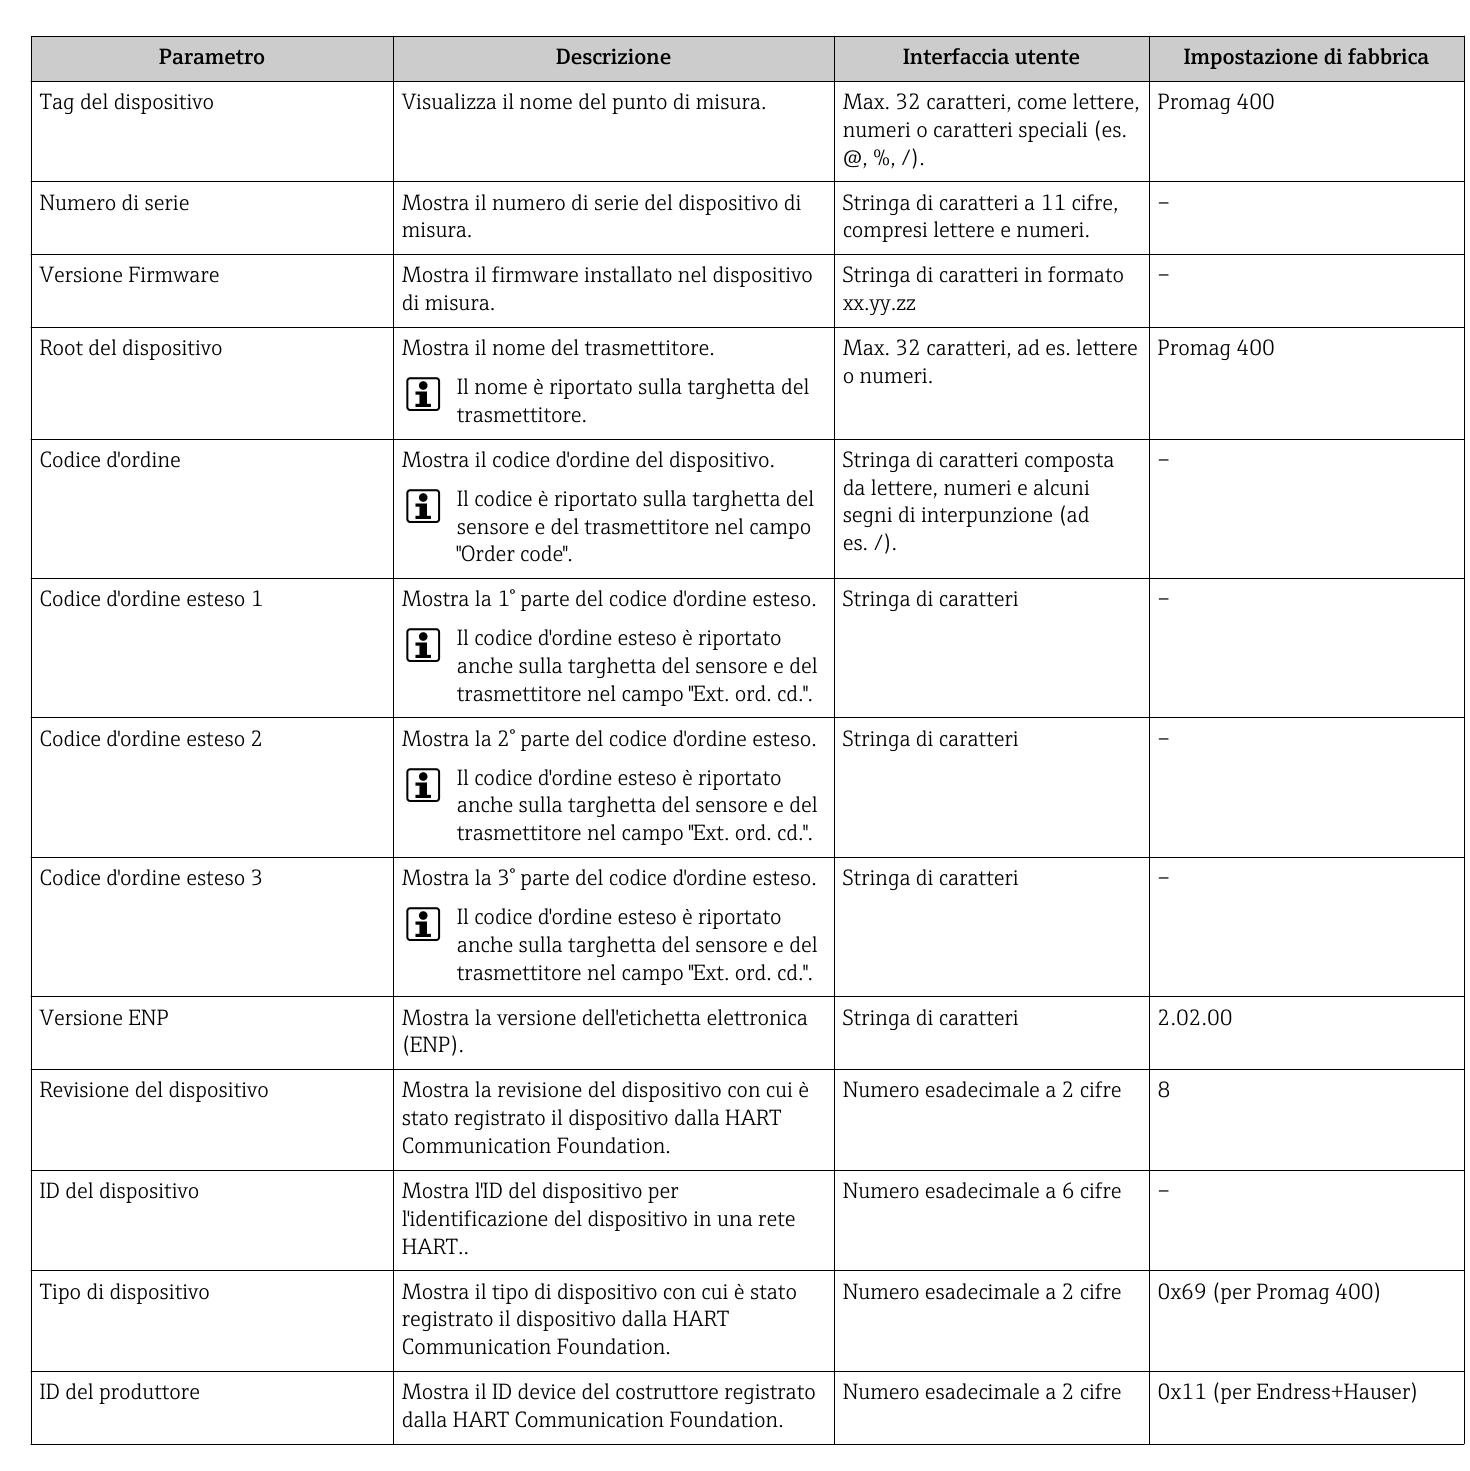 Parametro
Descrizione
Interfaccia utente
Impostazione di fabbrica
Tag del dispositivo
Visualizza il nome del punto di misura.
Max. 32 caratteri, come lettere,
numeri o caratteri speciali (es.
@, %, /).
Promag 400
Numero di serie
Mostra il numero di serie del dispositivo di
misura.
Stringa di caratteri a 11 cifre,
compresi lettere e numeri.
–
Versione Firmware
Mostra il firmware installato nel dispositivo
di misura.
Stringa di caratteri in formato
xx.yy.zz
–
Root del dispositivo
Mostra il nome del trasmettitore.
Il nome è riportato sulla targhetta del
trasmettitore.
Max. 32 caratteri, ad es. lettere
o numeri.
Promag 400
Codice d'ordine
Mostra il codice d'ordine del dispositivo.
Il codice è riportato sulla targhetta del
sensore e del trasmettitore nel campo
"Order code".
Stringa di caratteri composta
da lettere, numeri e alcuni
segni di interpunzione (ad
es. /).
–
Codice d'ordine esteso 1
Mostra la 1° parte del codice d'ordine esteso.
Il codice d'ordine esteso è riportato
anche sulla targhetta del sensore e del
trasmettitore nel campo "Ext. ord. cd.".
Stringa di caratteri
–
Codice d'ordine esteso 2
Mostra la 2° parte del codice d'ordine esteso.
Il codice d'ordine esteso è riportato
anche sulla targhetta del sensore e del
trasmettitore nel campo "Ext. ord. cd.".
Stringa di caratteri
–
Codice d'ordine esteso 3
Mostra la 3° parte del codice d'ordine esteso.
Il codice d'ordine esteso è riportato
anche sulla targhetta del sensore e del
trasmettitore nel campo "Ext. ord. cd.".
Stringa di caratteri
–
Versione ENP
Mostra la versione dell'etichetta elettronica
(ENP).
Stringa di caratteri
2.02.00
Revisione del dispositivo
Mostra la revisione del dispositivo con cui è
stato registrato il dispositivo dalla HART
Communication Foundation.
Numero esadecimale a 2 cifre
8
ID del dispositivo
Mostra l'ID del dispositivo per
l'identificazione del dispositivo in una rete
HART..
Numero esadecimale a 6 cifre
–
Tipo di dispositivo
Mostra il tipo di dispositivo con cui è stato
registrato il dispositivo dalla HART
Communication Foundation.
Numero esadecimale a 2 cifre
0x69 (per Promag 400)
ID del produttore
Mostra il ID device del costruttore registrato
dalla HART Communication Foundation.
Numero esadecimale a 2 cifre
0x11 (per Endress+Hauser)